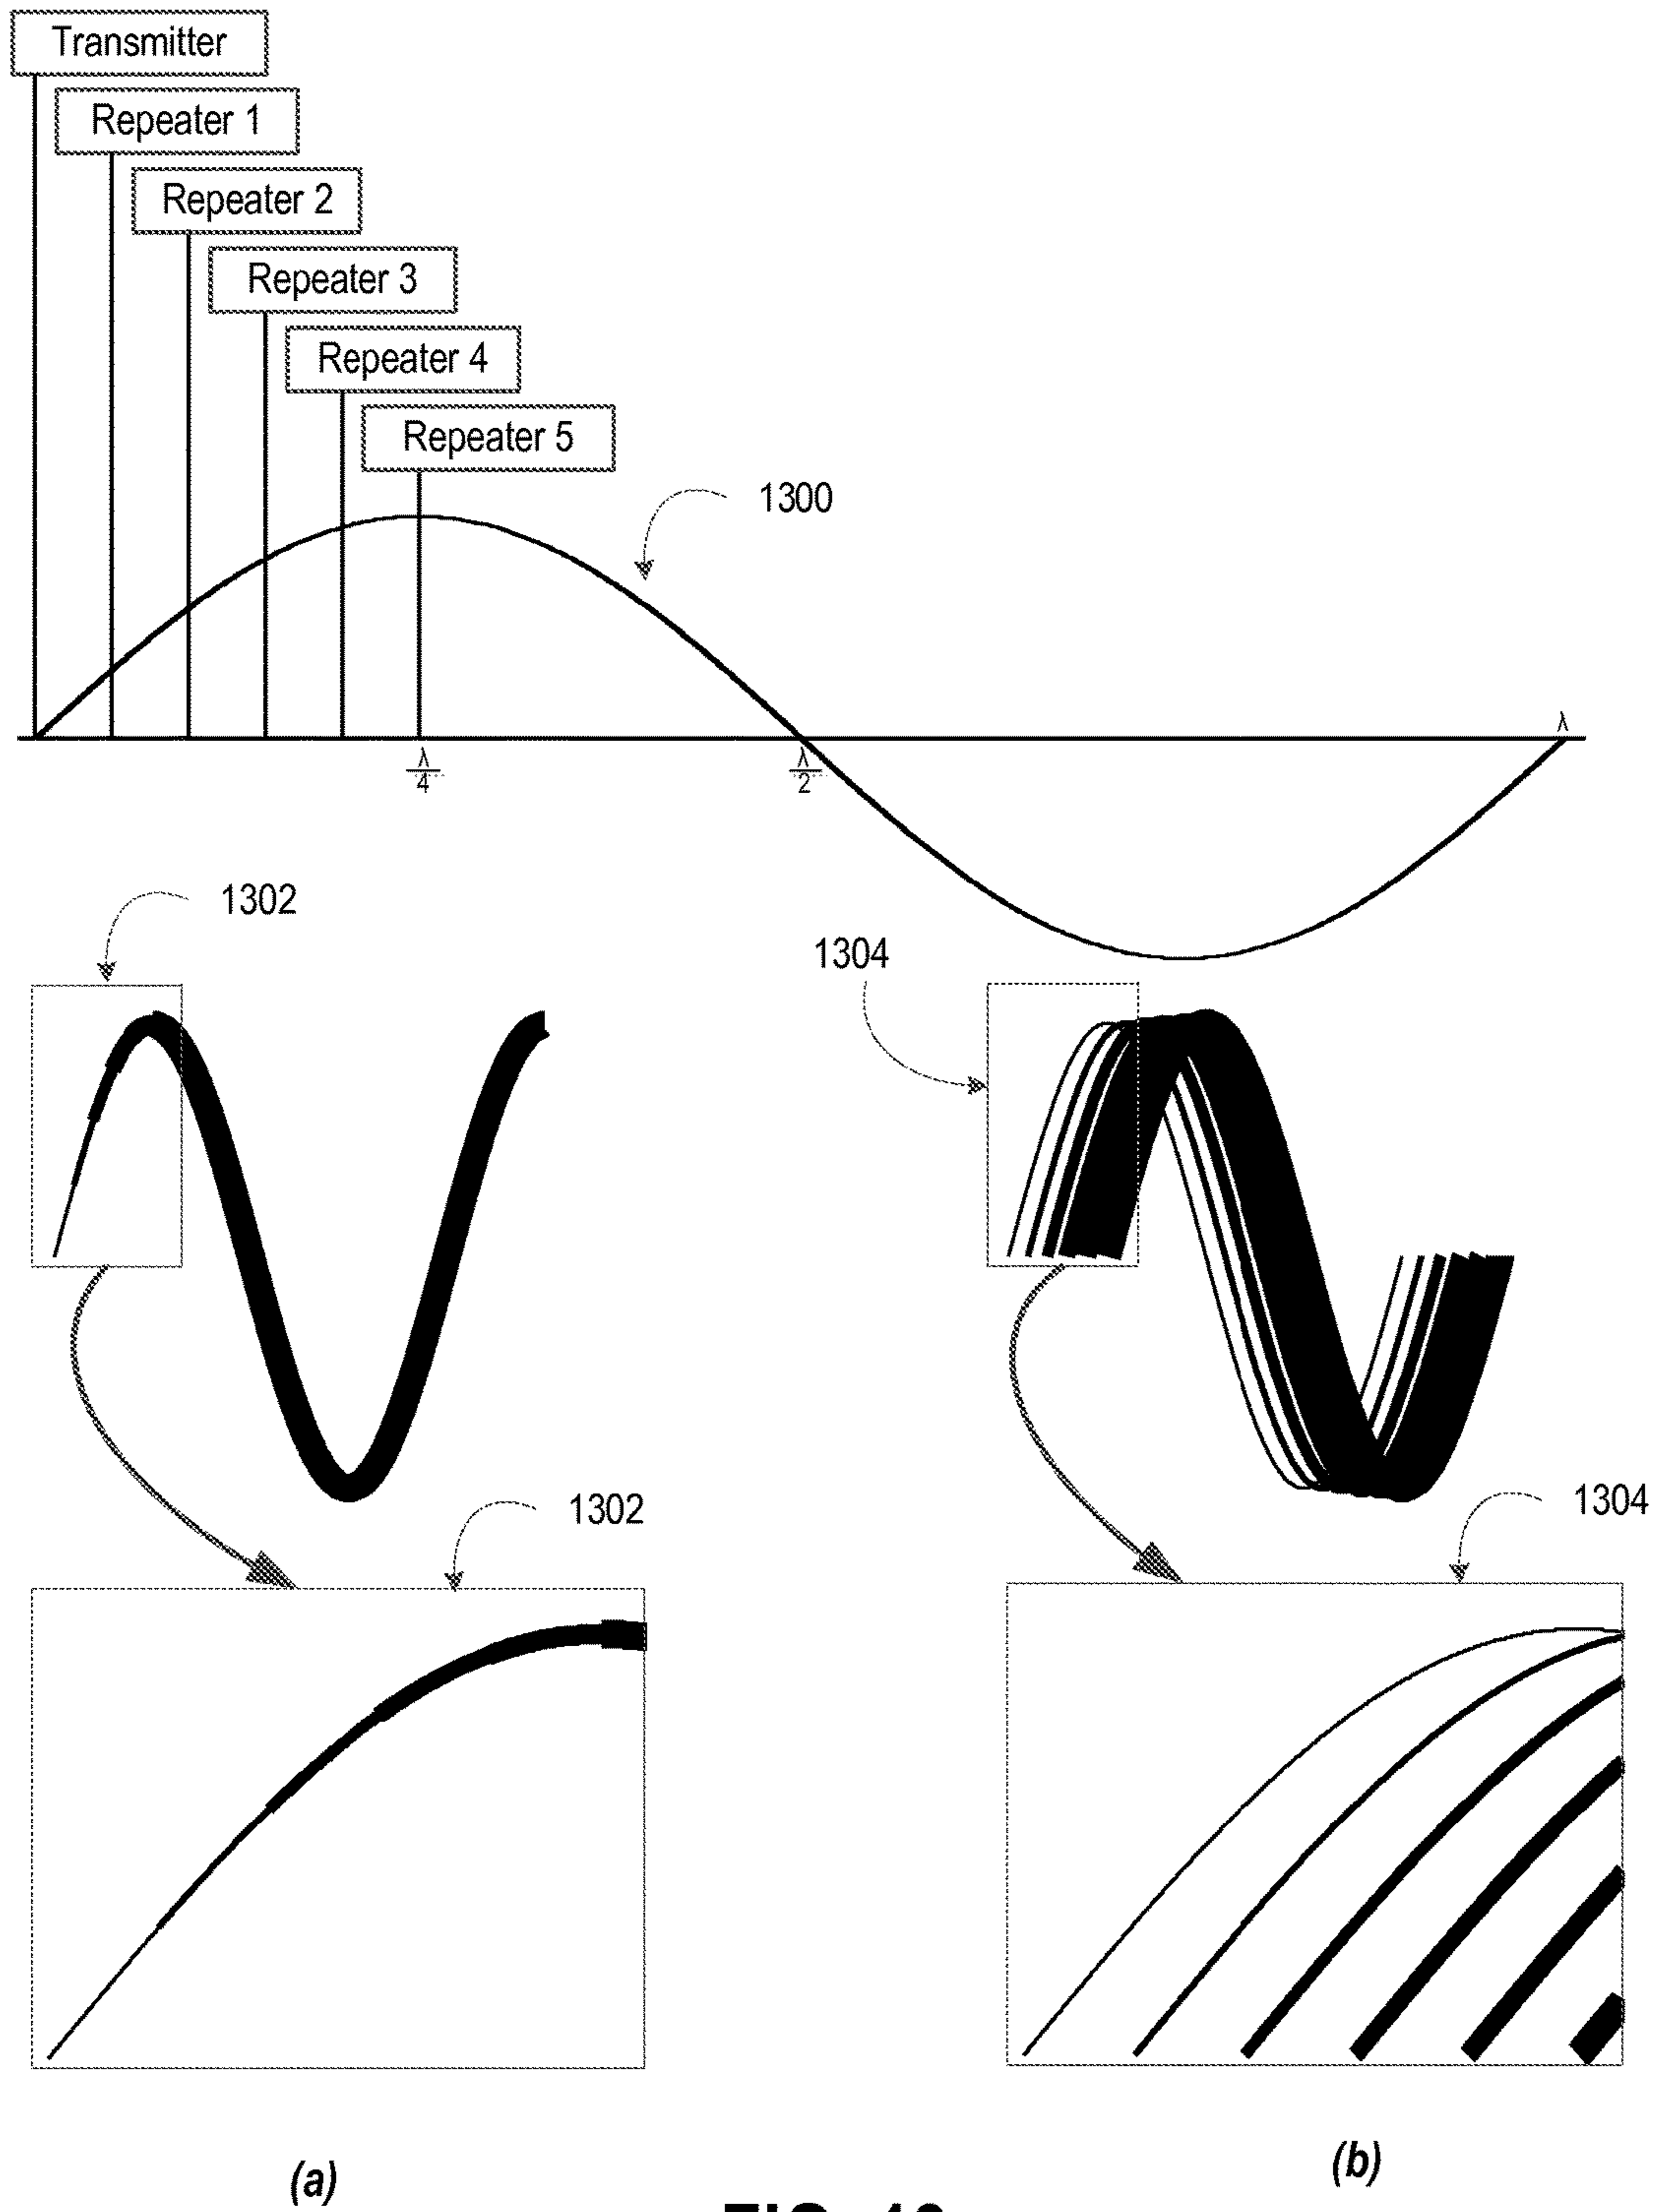 Transmitter
Repeater 1
Repeater 2
Repeater 3
Repeater 4
Repeater 5
1300
λ
λ
4
λ
2
1302
1304
1302
1304
(a)
(b)